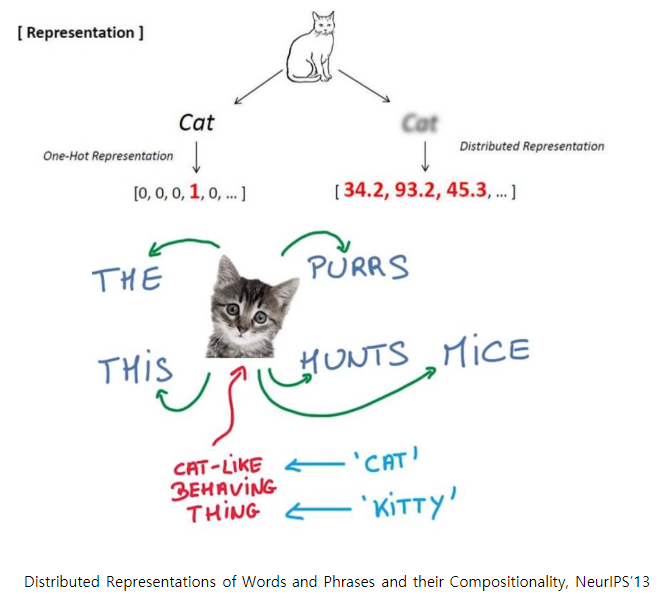 [ Representation ]
Cat
Cat
One-Hot Representation
Distributed Representation
[0, 0, 0, 1, 0, ... ]
[ 34.2, 93.2, 45.3, ... ]
THE
PURRS
THiS
HUNTS MiCE
CAT-LiKE
BEHAViNG
THiNG
'CAT'
'KiTTY'
Distributed Representations of Words and Phrases and their Compositionality, NeurIPS'13